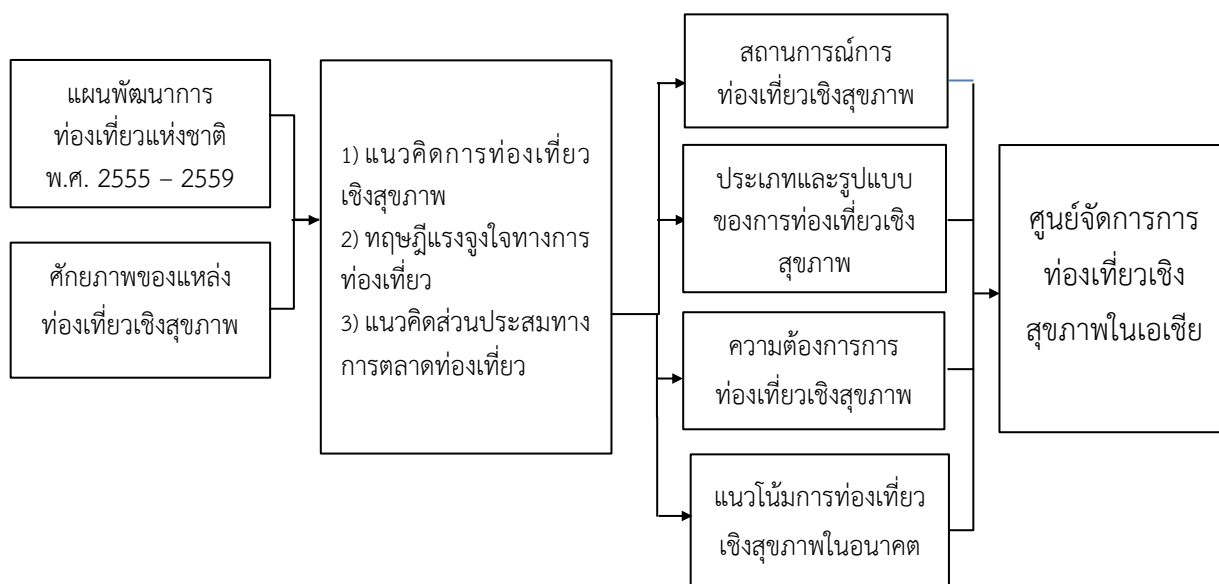 แผนพัฒนาการ
ท่องเที่ยวแห่งชาติ
พ.ศ. 2555 – 2559
ศักยภาพของแหล่ง
ท่องเที่ยวเชิงสุขภาพ
1) แนวคิดการท่องเที่ยว
เชิงสุขภาพ
2) ทฤษฎีแรงจูงใจทางการ
ท่องเที่ยว
3) แนวคิดส่วนประสมทาง
การตลาดท่องเที่ยว
สถานการณ์การ
ท่องเที่ยวเชิงสุขภาพ
ประเภทและรูปแบบ
ของการท่องเที่ยวเชิง
สุขภาพ
ความต้องการการ
ท่องเที่ยวเชิงสุขภาพ
แนวโน้มการท่องเที่ยว
เชิงสุขภาพในอนาคต
ศูนย์จัดการการ
ท่องเที่ยวเชิง
สุขภาพในเอเชีย